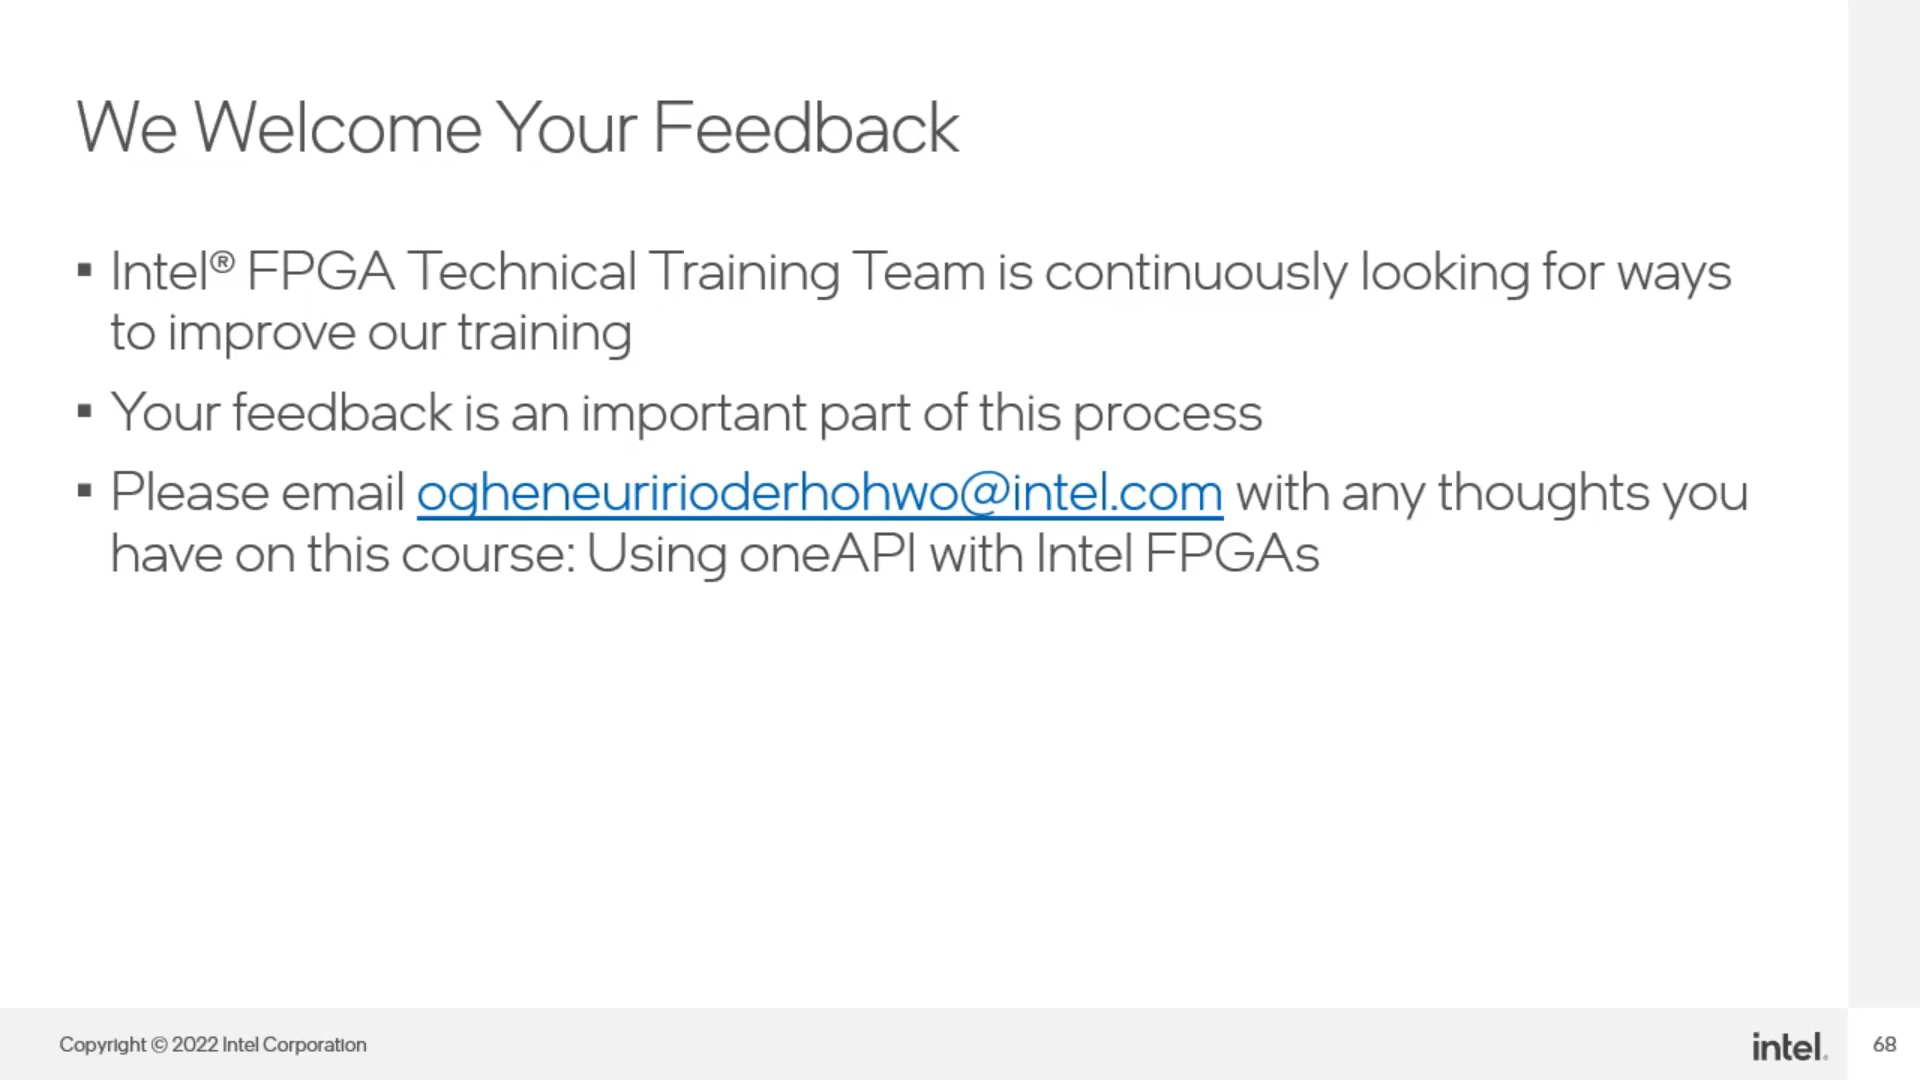 We Welcome Your Feedback
▪ Intel® FPGA Technical Training Team is continuously looking for ways
to improve our training
▪ Your feedback is an important part of this process
▪ Please email ogheneuririoderhohwo@intel.com with any thoughts you
have on this course: Using oneAPI with Intel FPGAs
Copyright © 2022 Intel Corporation
intel.
68